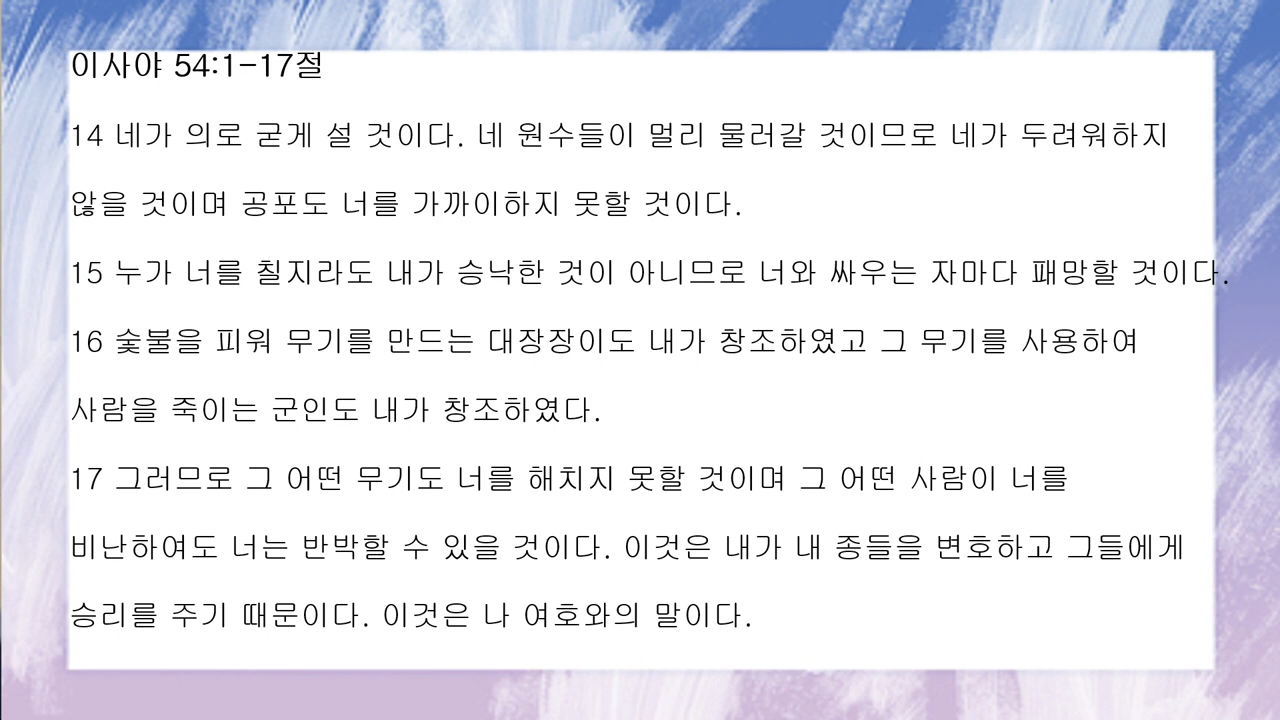 이사야 54:1-17절
14 네가 의로 굳게 설 것이다. 네 원수들이 멀리 물러갈 것이므로 네가 두려워하지
않을 것이며 공포도 너를 가까이하지 못할 것이다.
15 누가 너를 칠지라도 내가 승낙한 것이 아니므로 너와 싸우는 자마다 패망할 것이다.
16 숯불을 피워 무기를 만드는 대장장이도 내가 창조하였고 그 무기를 사용하여
사람을 죽이는 군인도 내가 창조하였다.
17 그러므로 그 어떤 무기도 너를 해치지 못할 것이며 그 어떤 사람이 너를
비난하여도 너는 반박할 수 있을 것이다. 이것은 내가 내 종들을 변호하고 그들에게
승리를 주기 때문이다. 이것은 나 여호와의 말이다.